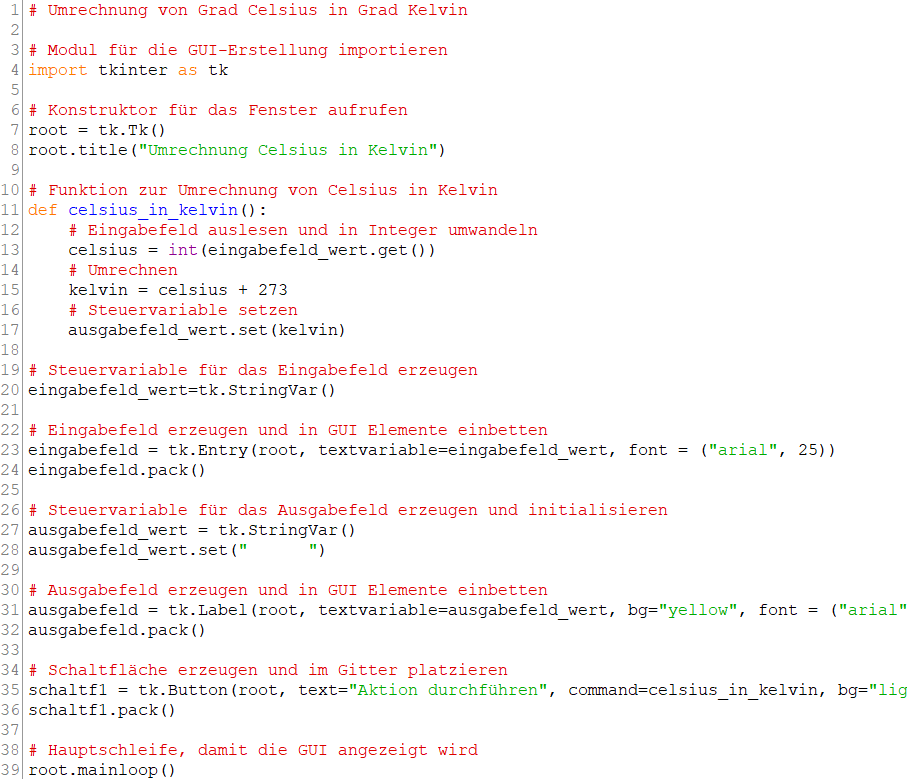 1 # Umrechnung von Grad Celsius in Grad Kelvin
2
3 # Modul für die GUI-Erstellung importieren
4 import tkinter as tk
5
6 # Konstruktor für das Fenster aufrufen
7 root = tk.Tk()
8 root.title("Umrechnung Celsius in Kelvin")
9
10 # Funktion zur Umrechnung von Celsius in Kelvin
11 def celsius_in_kelvin():
12     # Eingabefeld auslesen und in Integer umwandeln
13     celsius = int(eingabefeld_wert.get())
14     # Umrechnen
15     kelvin = celsius + 273
16     # Steuervariable setzen
17     ausgabefeld_wert.set(kelvin)
18
19 # Steuervariable für das Eingabefeld erzeugen
20 eingabefeld_wert=tk.StringVar()
21
22 # Eingabefeld erzeugen und in GUI Elemente einbetten
23 eingabefeld = tk.Entry(root, textvariable=eingabefeld_wert, font = ("arial", 25))
24 eingabefeld.pack()
25
26 # Steuervariable für das Ausgabefeld erzeugen und initialisieren
27 ausgabefeld_wert = tk.StringVar()
28 ausgabefeld_wert.set("      ")
29
30 # Ausgabefeld erzeugen und in GUI Elemente einbetten
31 ausgabefeld = tk.Label(root, textvariable=ausgabefeld_wert, bg="yellow", font = ("arial"
32 ausgabefeld.pack()
33
34 # Schaltfläche erzeugen und im Gitter platzieren
35 schaltf1 = tk.Button(root, text="Aktion durchführen", command=celsius_in_kelvin, bg="lig
36 schaltf1.pack()
37
38 # Hauptschleife, damit die GUI angezeigt wird
39 root.mainloop()